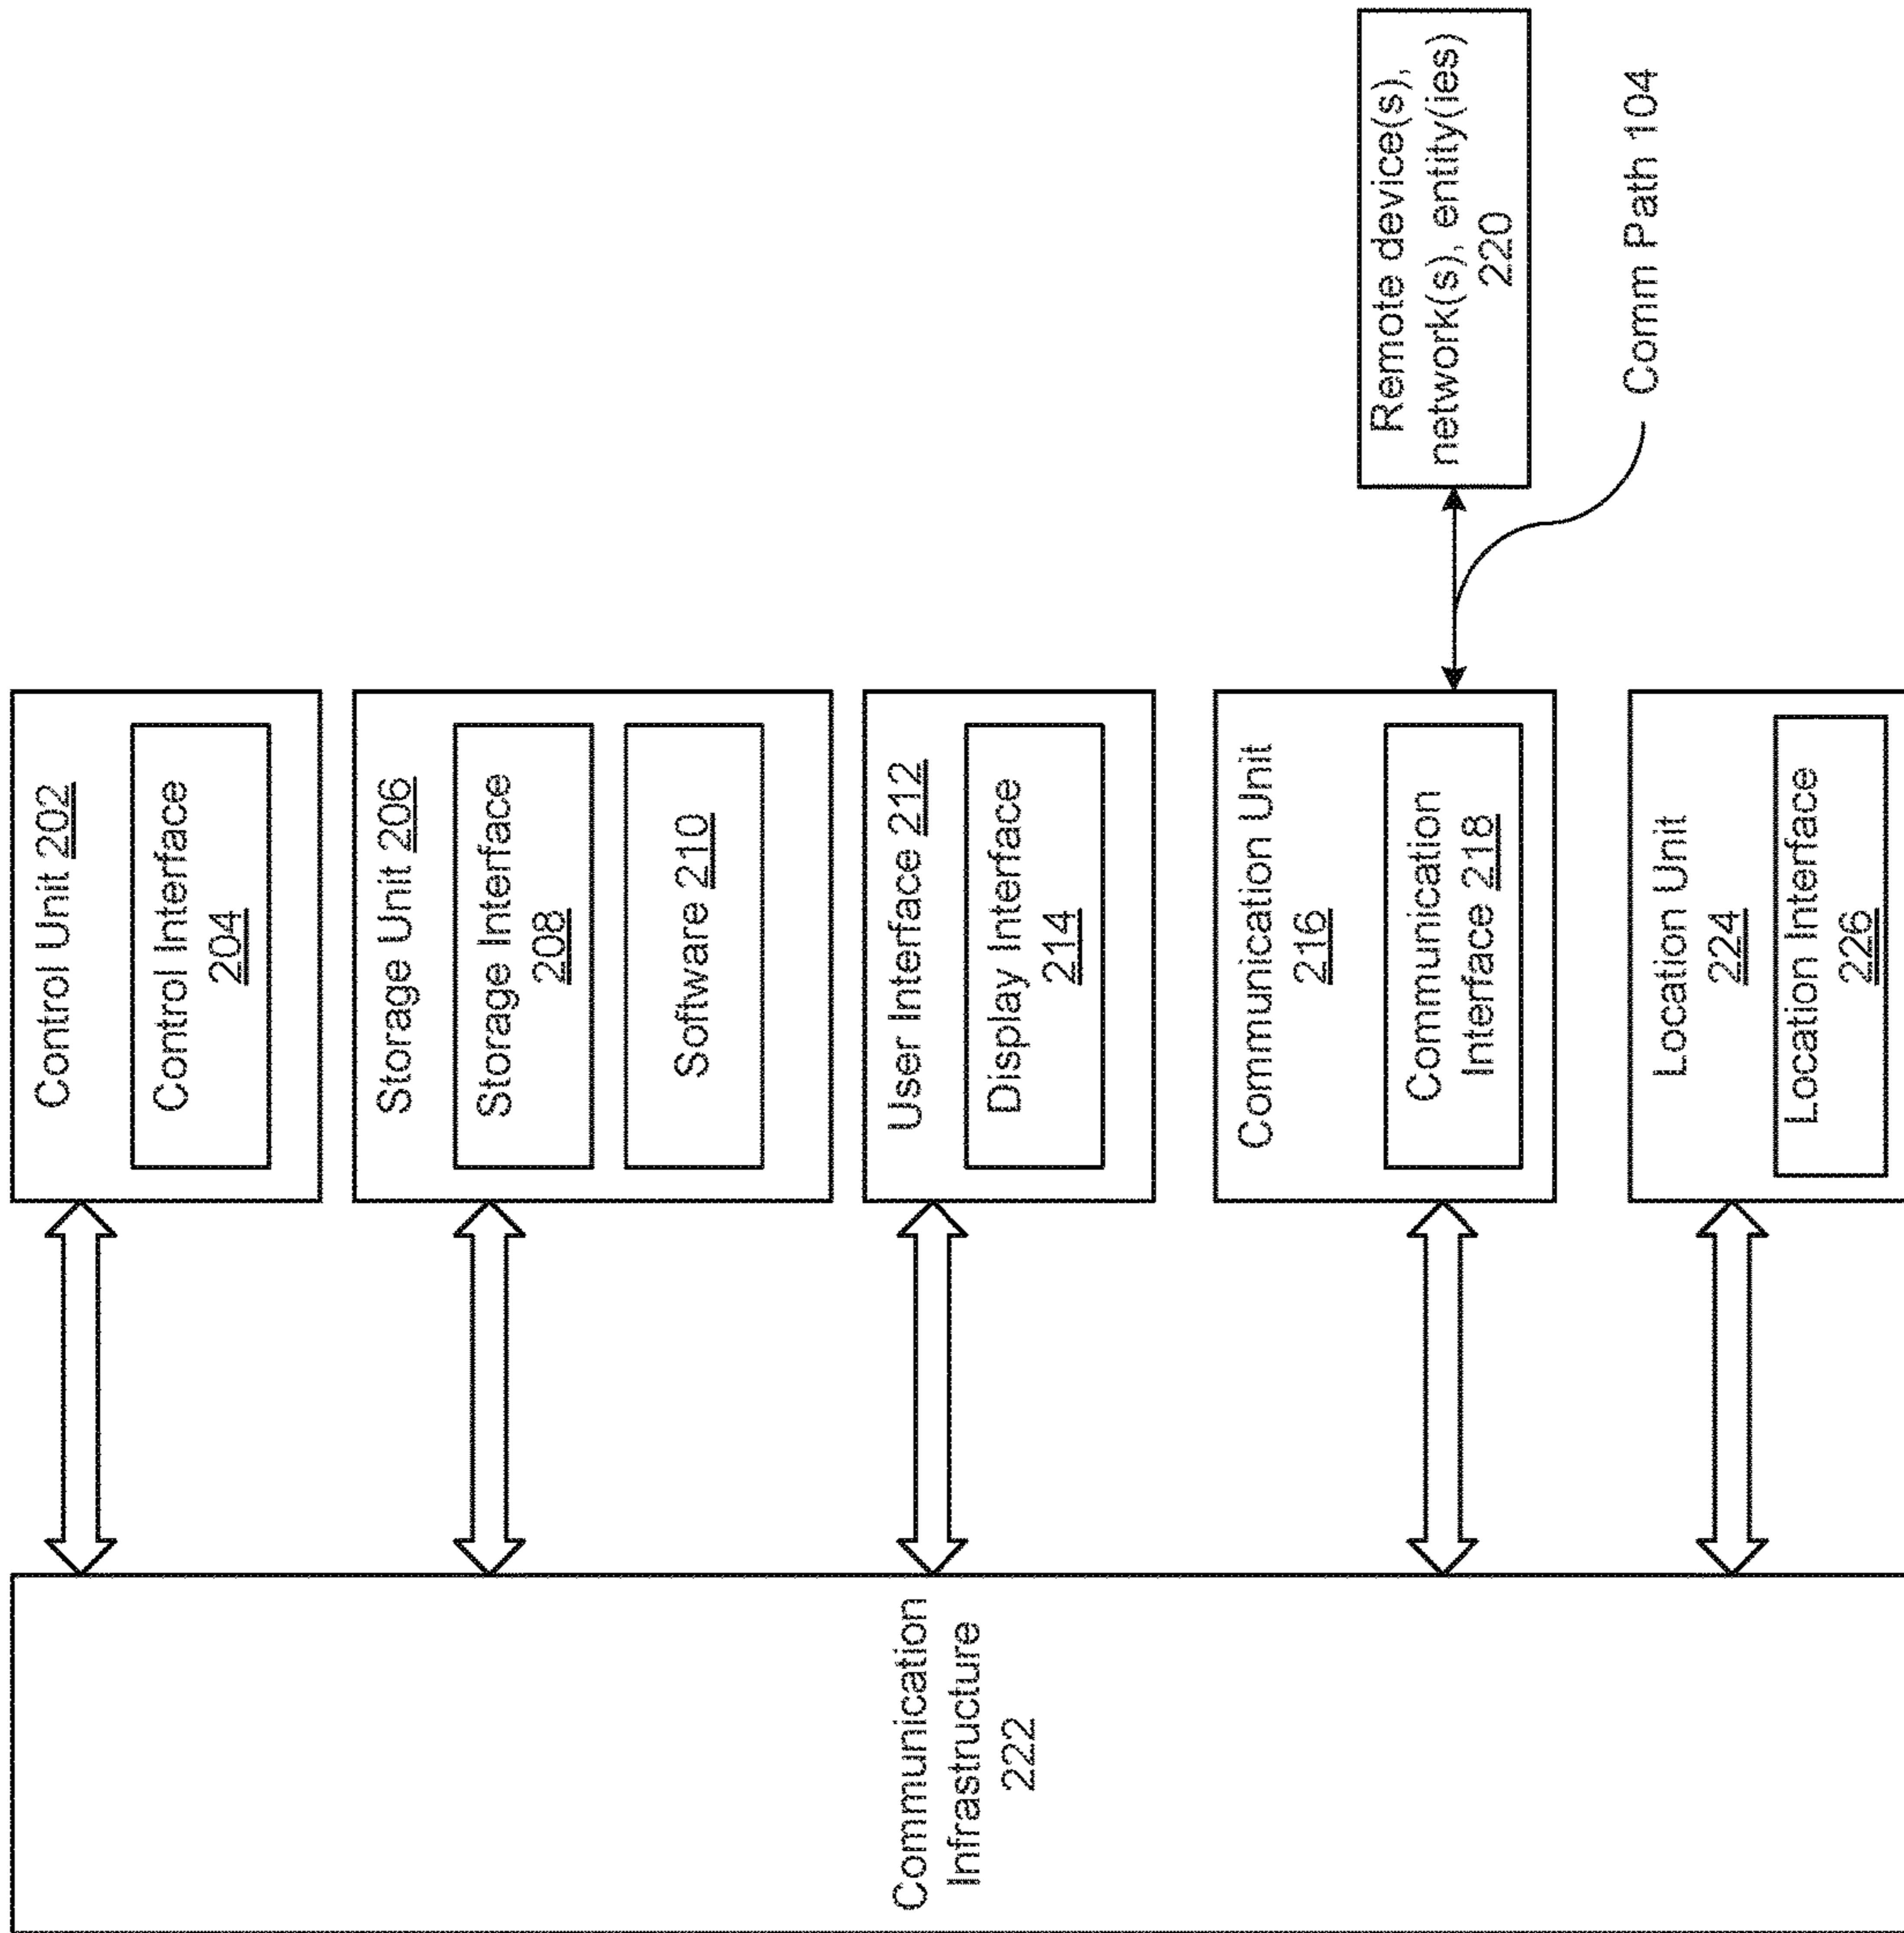 Communication
Infrastructure
222
Control Unit 202
Control Interface
204
Storage Unit 206
Storage Interface
208
Software 210
User Interface 212
Display Interface
214
Communication Unit
216
Communication
Interface 218
Location Unit
224
Location Interface
226
Remote device(s),
network(s), entity(ies)
220
Comm Path 104